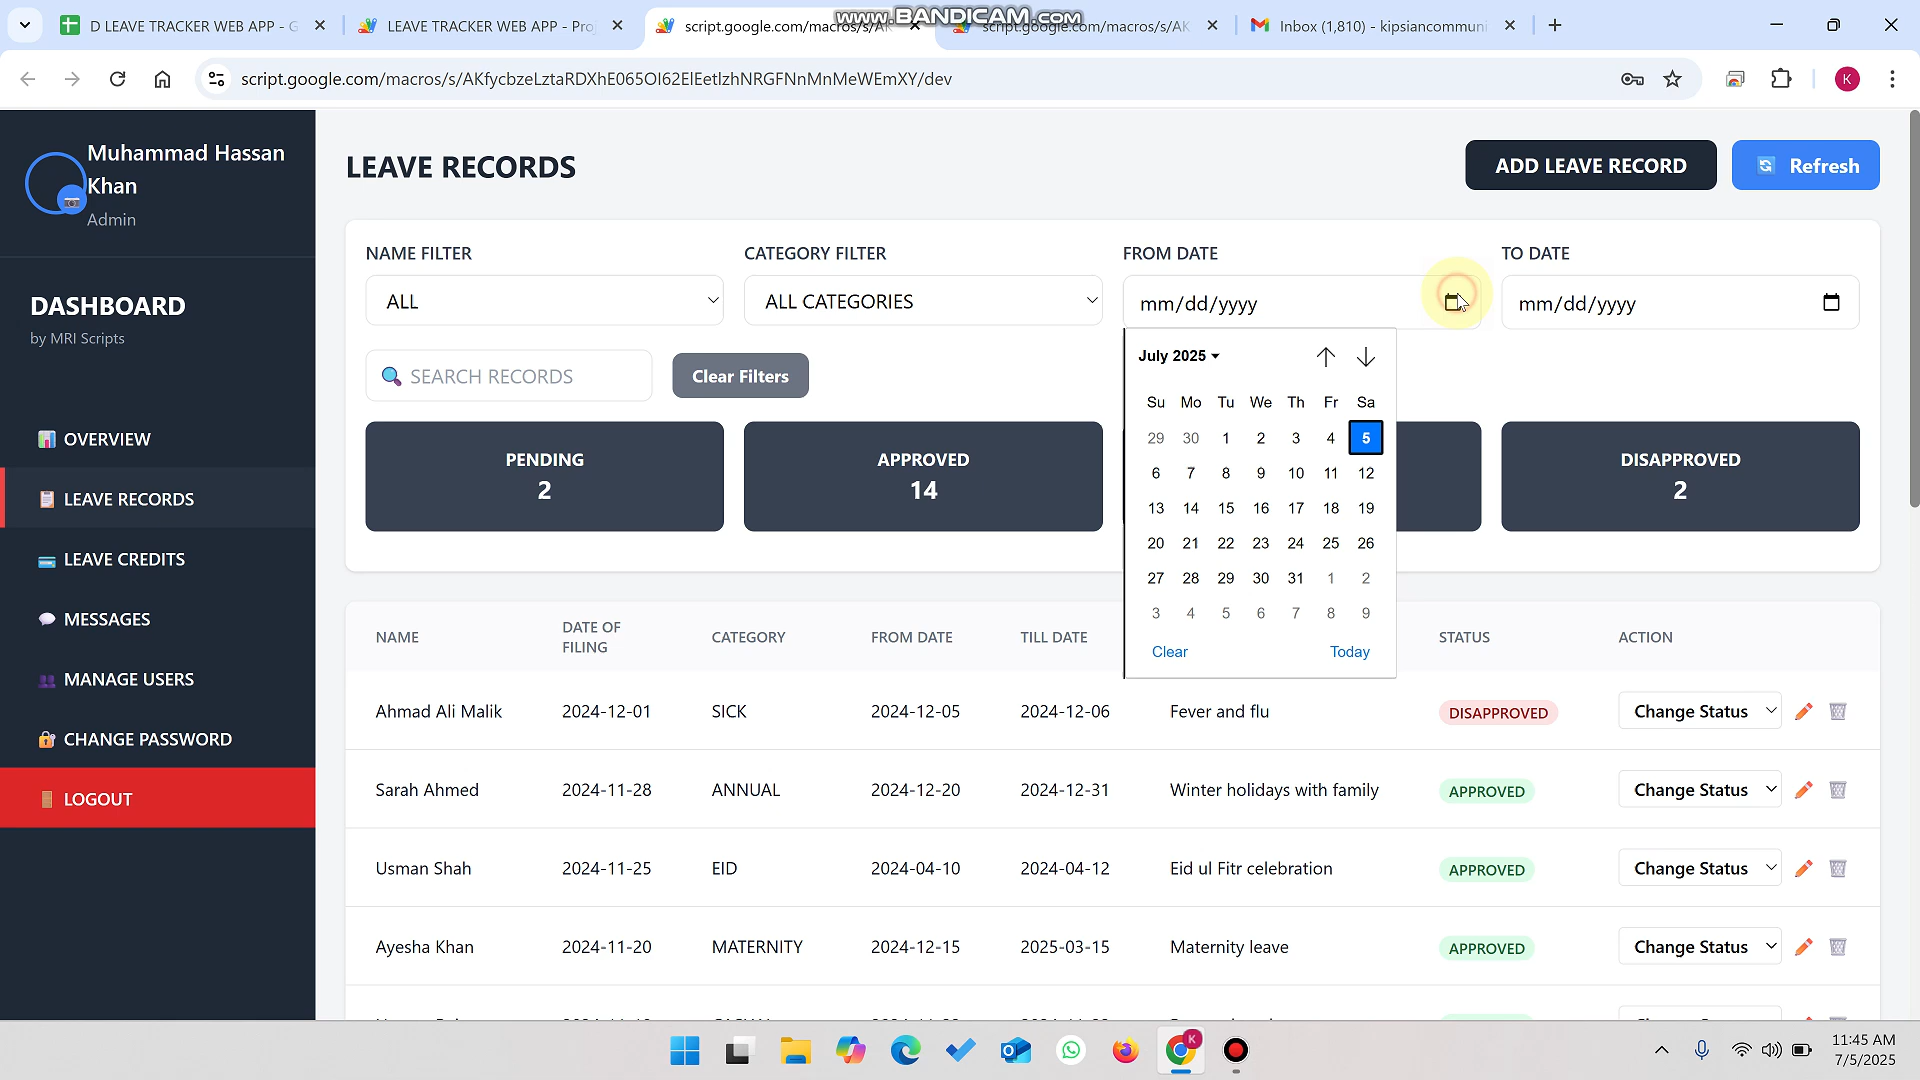 D LEAVE TRACKER WEB APP - G
LEAVE TRACKER WEB APP - Proj
script.google.com/macros/s/AK
script.google.com/macros/s/AK
Inbox (1,810) - kipsiancommuni
www.BANDICAM.com
script.google.com/macros/s/AKfycbzeLztaRDXhE065OI62ElEetIzhNRGFNnMnMeWEmXY/dev
K
Muhammad Hassan
Khan
Admin
DASHBOARD
by MRI Scripts
OVERVIEW
LEAVE RECORDS
LEAVE CREDITS
MESSAGES
MANAGE USERS
CHANGE PASSWORD
LOGOUT
LEAVE RECORDS
ADD LEAVE RECORD
Refresh
NAME FILTER
CATEGORY FILTER
FROM DATE
TO DATE
ALL
ALL CATEGORIES
mm/dd/yyyy
mm/dd/yyyy
SEARCH RECORDS
Clear Filters
July 2025
Su Mo Tu We Th Fr Sa
29 30 1 2 3 4 5
6 7 8 9 10 11 12
13 14 15 16 17 18 19
20 21 22 23 24 25 26
27 28 29 30 31 1 2
3 4 5 6 7 8 9
Clear
Today
PENDING
2
APPROVED
14
DISAPPROVED
2
NAME DATE OF FILING CATEGORY FROM DATE TILL DATE STATUS ACTION
Ahmad Ali Malik 2024-12-01 SICK 2024-12-05 2024-12-06 Fever and flu DISAPPROVED Change Status
Sarah Ahmed 2024-11-28 ANNUAL 2024-12-20 2024-12-31 Winter holidays with family APPROVED Change Status
Usman Shah 2024-11-25 EID 2024-04-10 2024-04-12 Eid ul Fitr celebration APPROVED Change Status
Ayesha Khan 2024-11-20 MATERNITY 2024-12-15 2025-03-15 Maternity leave APPROVED Change Status
K
11:45 AM
7/5/2025